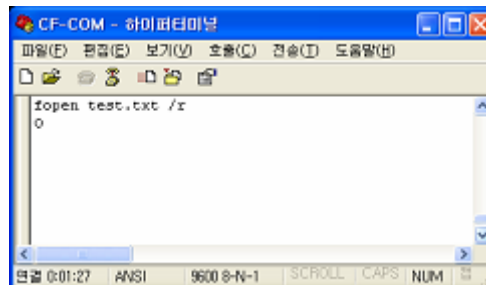 CF-COM - 하이퍼터미널
파일(F) 편집(E) 보기(V) 호출(C) 전송(T) 도움말(H)
fopen test.txt /r
0
연결 0:01:27 ANSI 9600 8-N-1 SCROLL CAPS NUM 캡